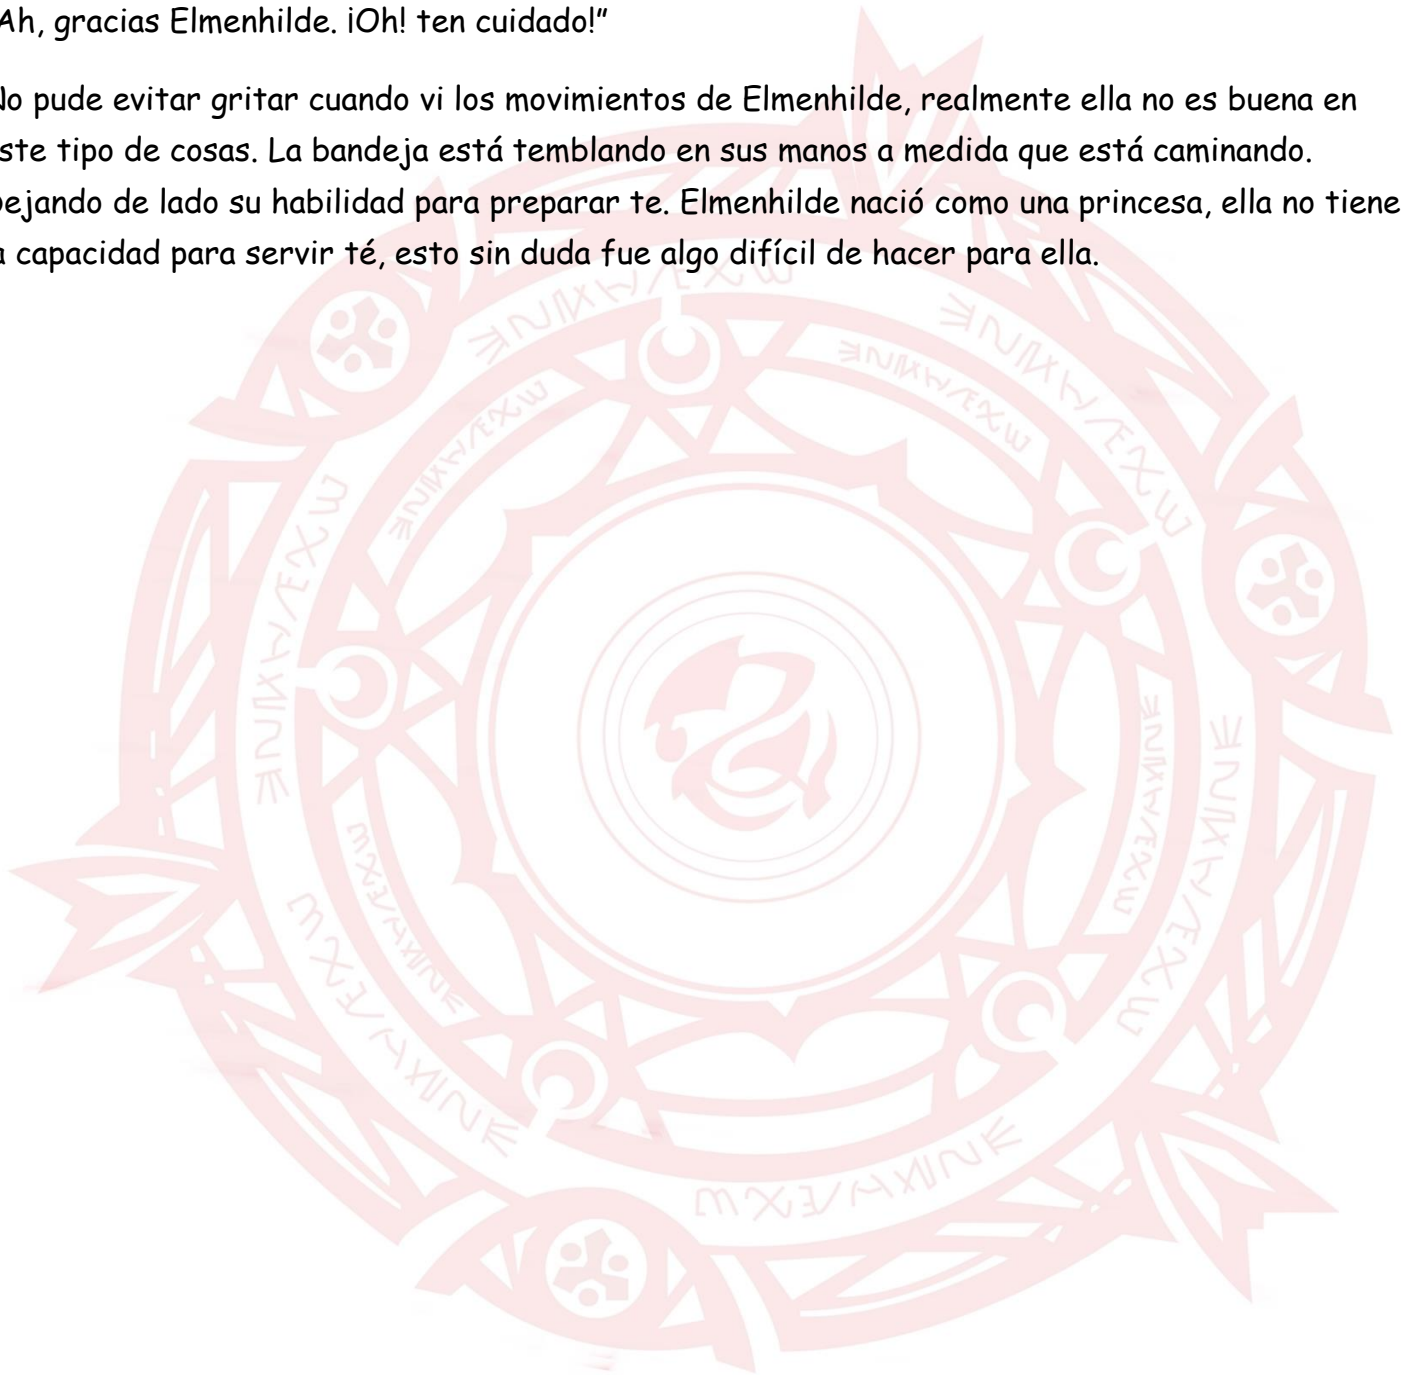 Ah, gracias Elmenhilde. ¡Oh! ten cuidado!”
No pude evitar gritar cuando vi los movimientos de Elmenhilde, realmente ella no es buena en
ste tipo de cosas. La bandeja está temblando en sus manos a medida que está caminando.
ejando de lado su habilidad para preparar te. Elmenhilde nació como una princesa, ella no tiene
a capacidad para servir té, esto sin duda fue algo difícil de hacer para ella.